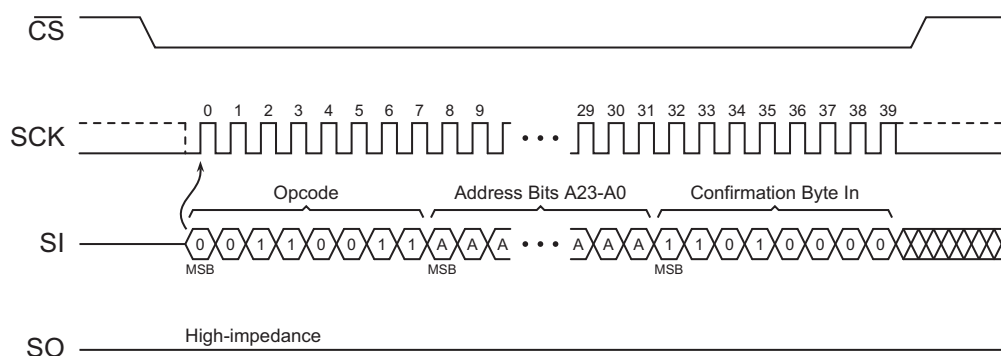 CS
0 1 2 3 4 5 6 7 8 9 29 30 31 32 33 34 35 36 37 38 39
SCK
Opcode Address Bits A23-A0 Confirmation Byte In
SI 0 0 1 1 0 0 1 1 A A A A A A 1 1 0 1 0 0 0 0
MSB MSB MSB
High-impedance
SO